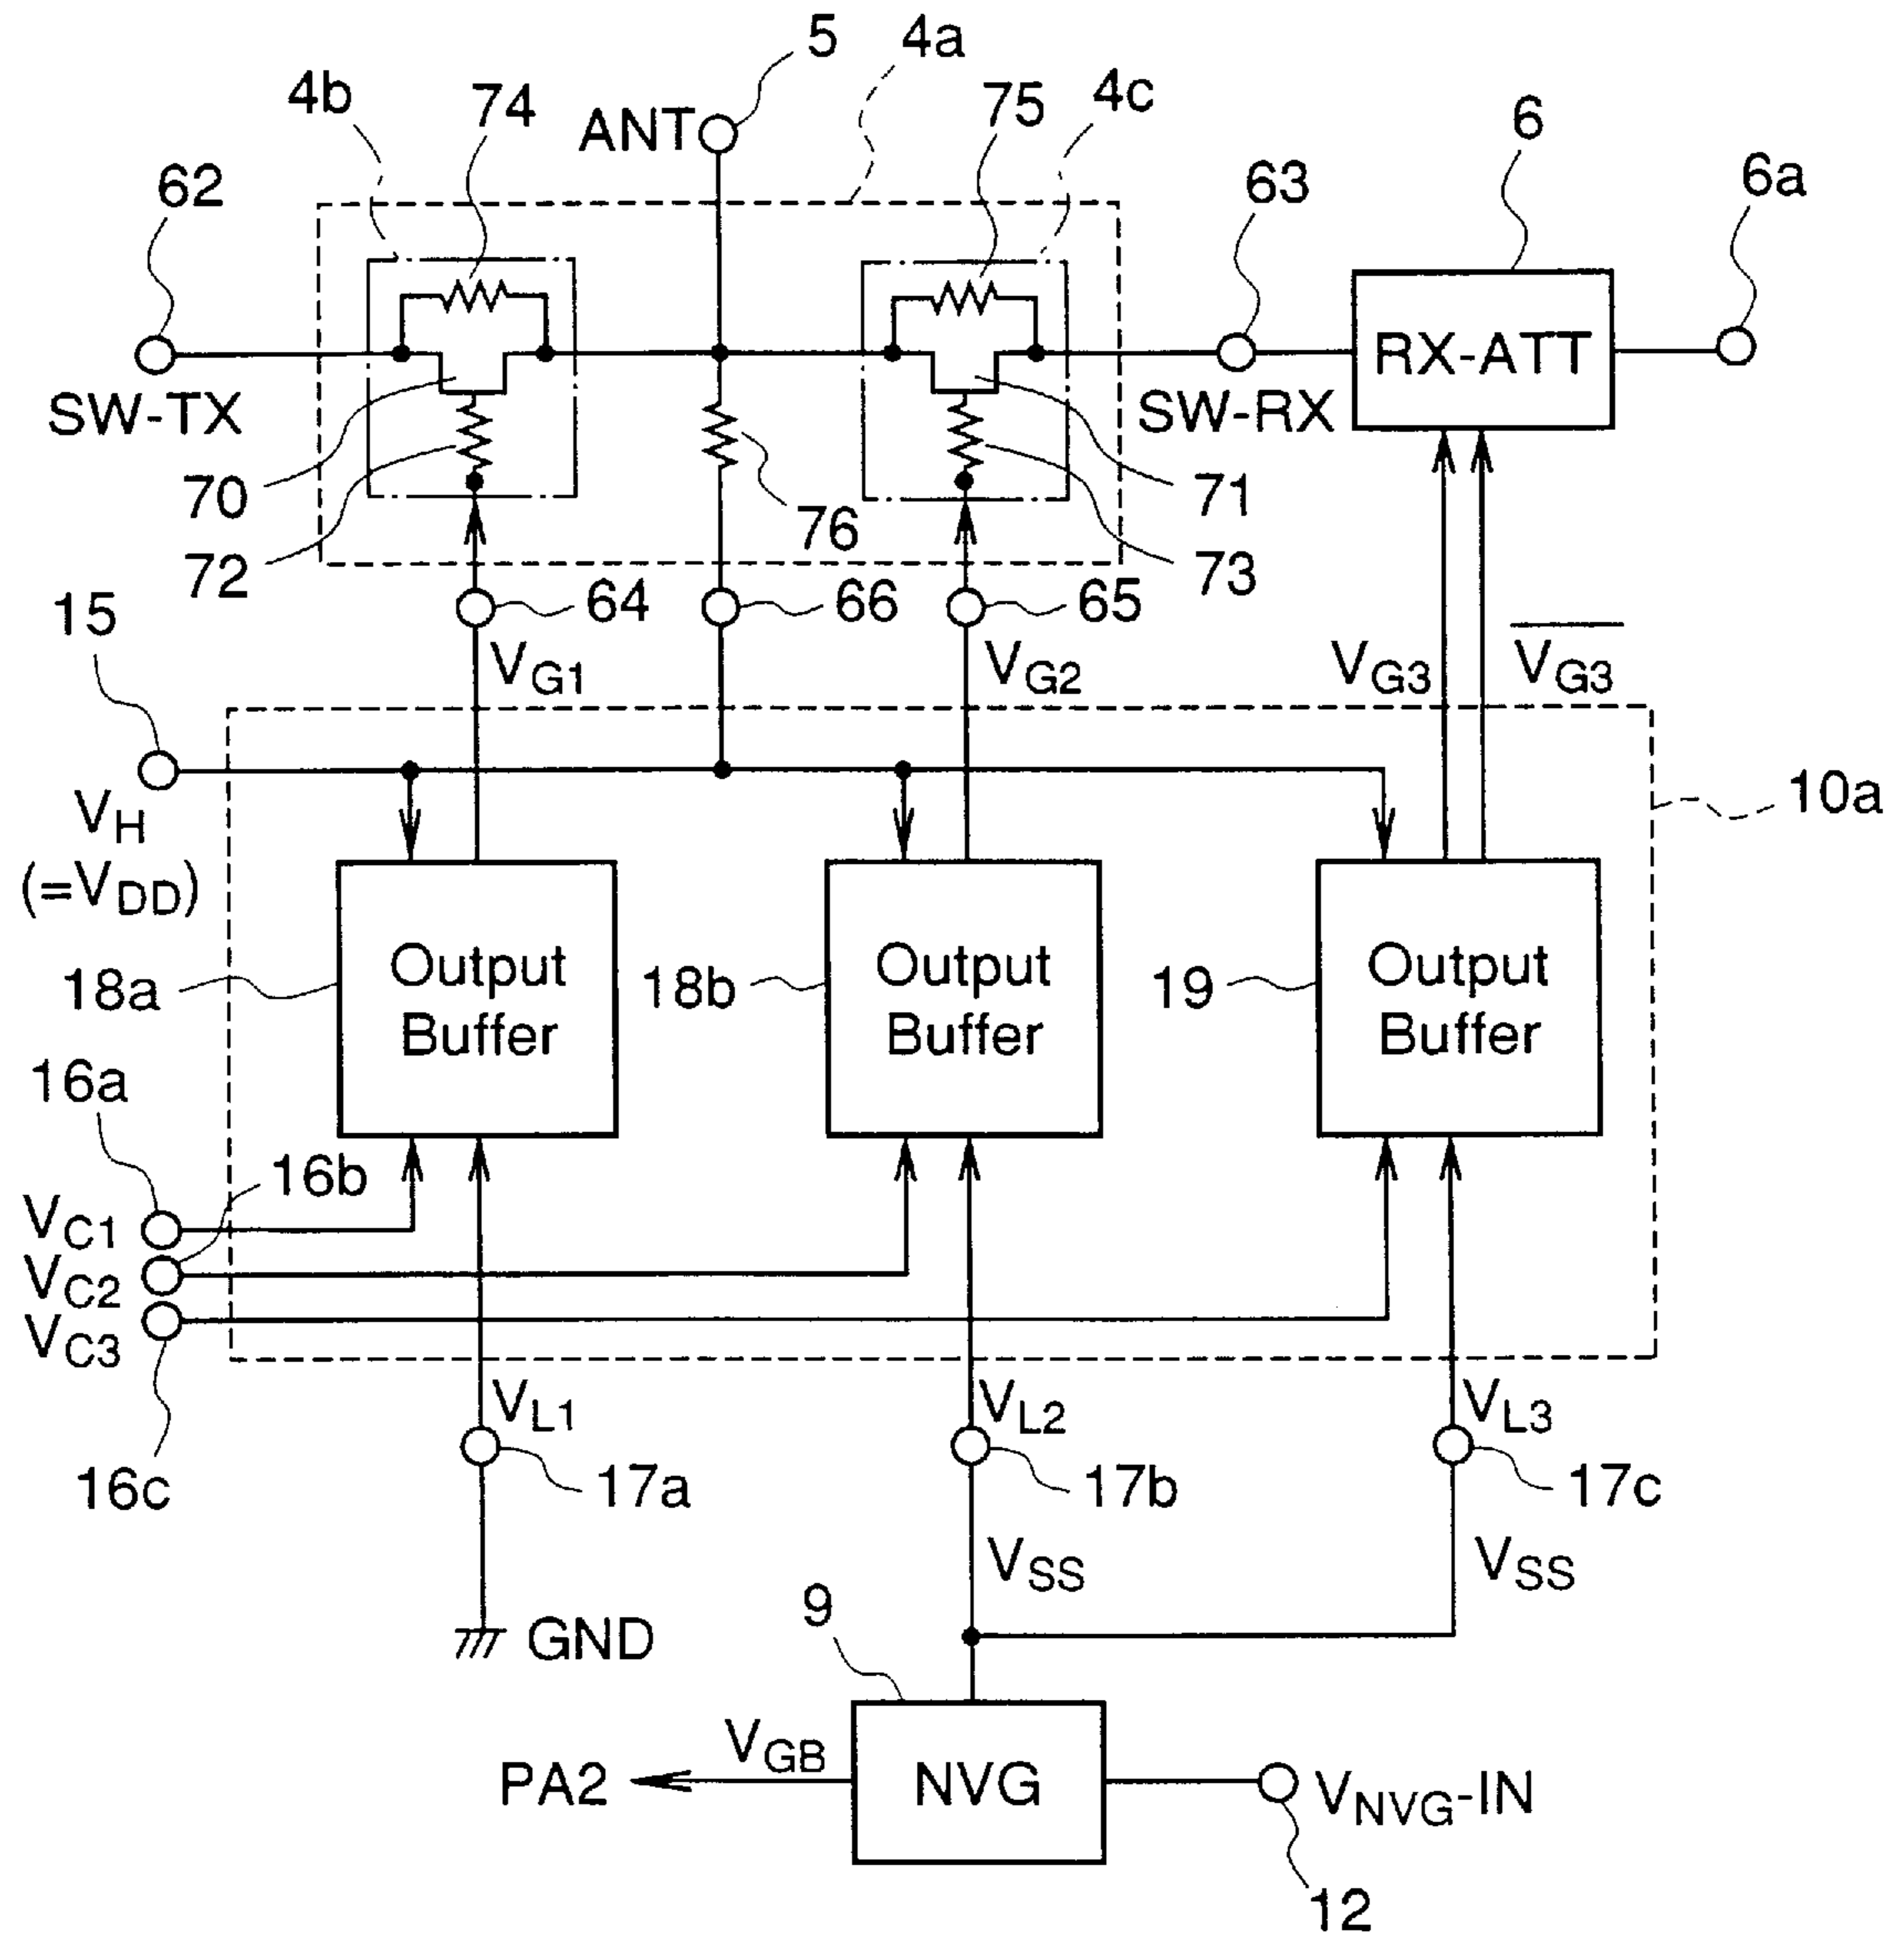 5
4a
4b
74
75
4c
6
ANT
62
63
6a
RX-ATT
SW-TX
SW-RX
70
71
76
72
73
15
64
66
65
VG1
VG2
VG3
VG3
VH
(=VDD)
10a
Output
Buffer
Output
Buffer
Output
Buffer
18a
18b
19
16a
16b
VC1
VC2
VC3
VL1
VL2
VL3
16c
17a
17b
17c
VSS
VSS
9
GND
VGB
PA2
NVG
VNVG-IN
12